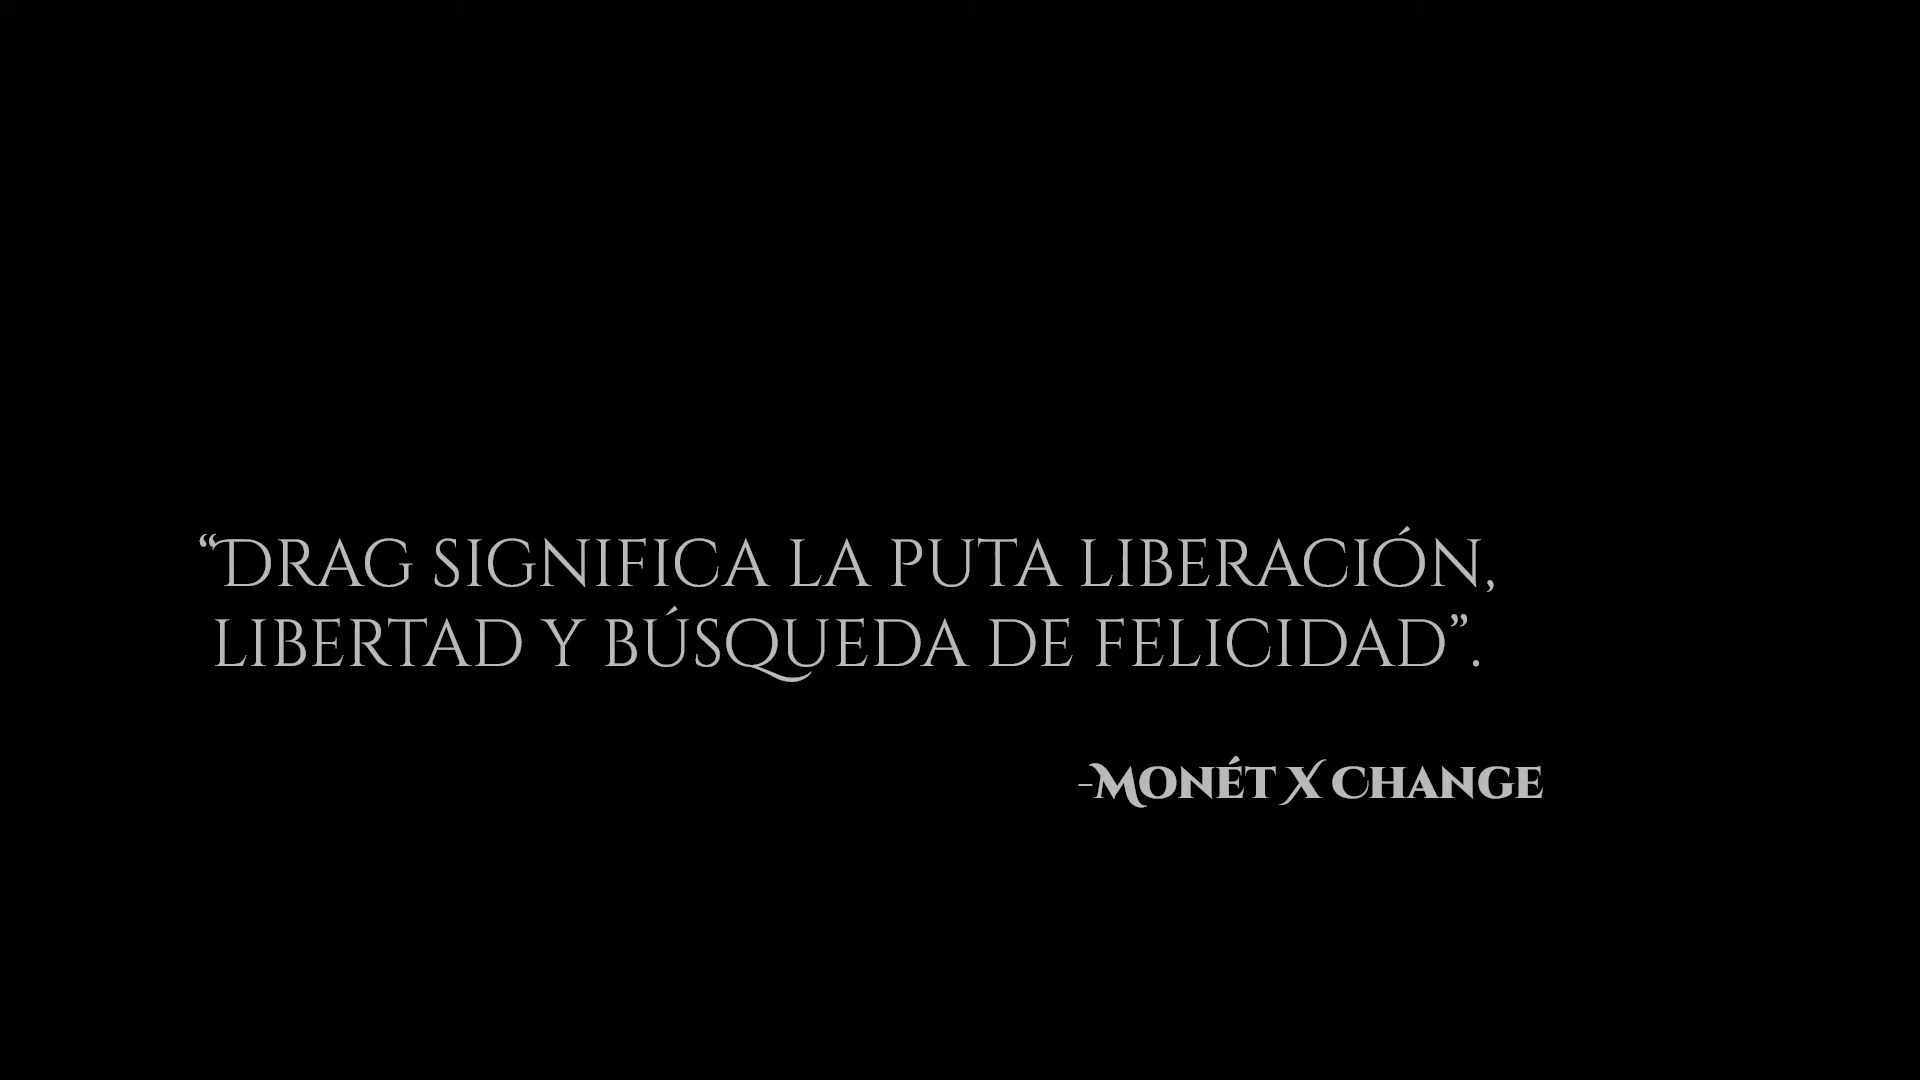 “Drag significa la puta liberación,
libertad y búsqueda de felicidad”.
-Monét X Change